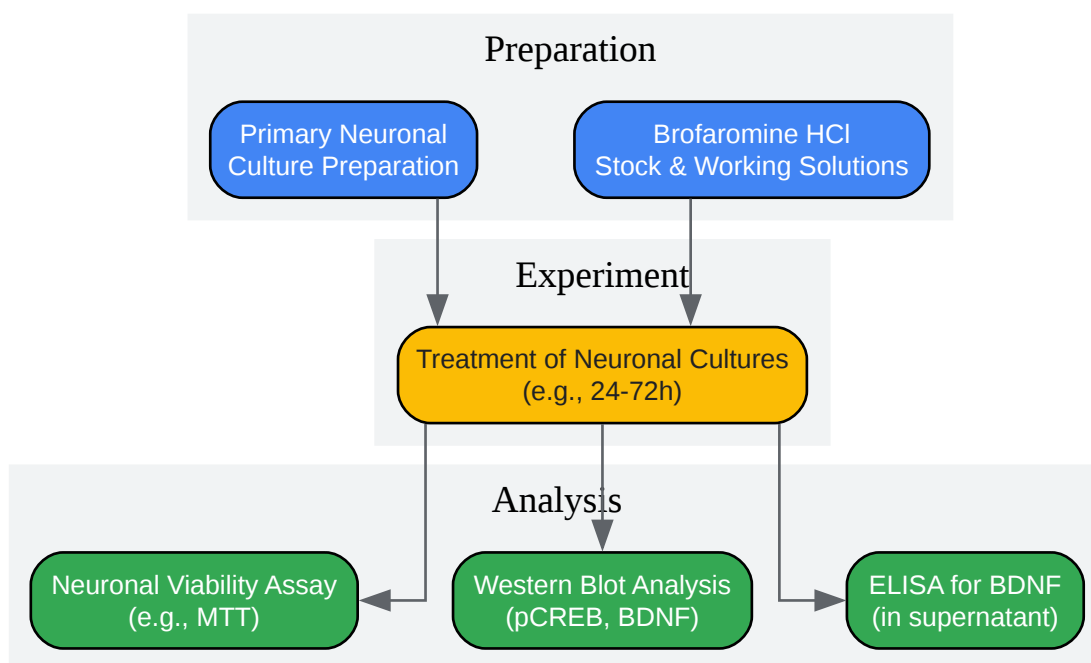 Preparation
Primary Neuronal
Culture Preparation
Brofaromine HCl
Stock & Working Solutions
Experiment
Treatment of Neuronal Cultures
(e.g., 24-72h)
Analysis
Neuronal Viability Assay
(e.g., MTT)
Western Blot Analysis
(pCREB, BDNF)
ELISA for BDNF
(in supernatant)